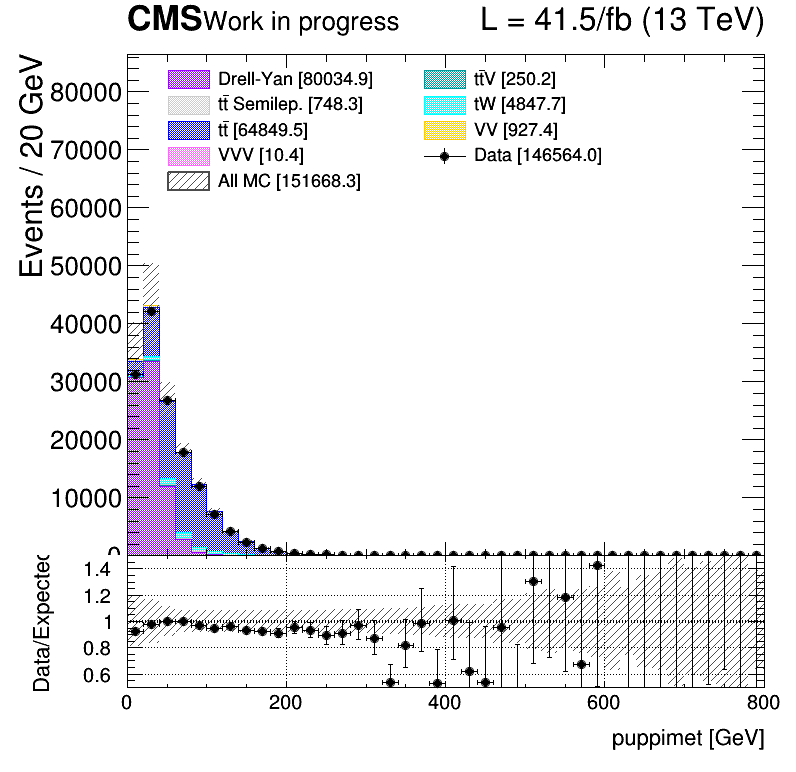 CMS Work in progress L = 41.5/fb (13 TeV)
Events / 20 GeV
80000
70000
60000
50000
40000
30000
20000
10000
0
Drell-Yan [80034.9]
tt̄ Semilep. [748.3]
tt̄ [64849.5]
VVV [10.4]
All MC [151668.3]
tt̄V [250.2]
tW [4847.7]
VV [927.4]
Data [146564.0]
Data/Expected
1.4
1.2
1
0.8
0.6
0 200 400 600 800
puppimet [GeV]